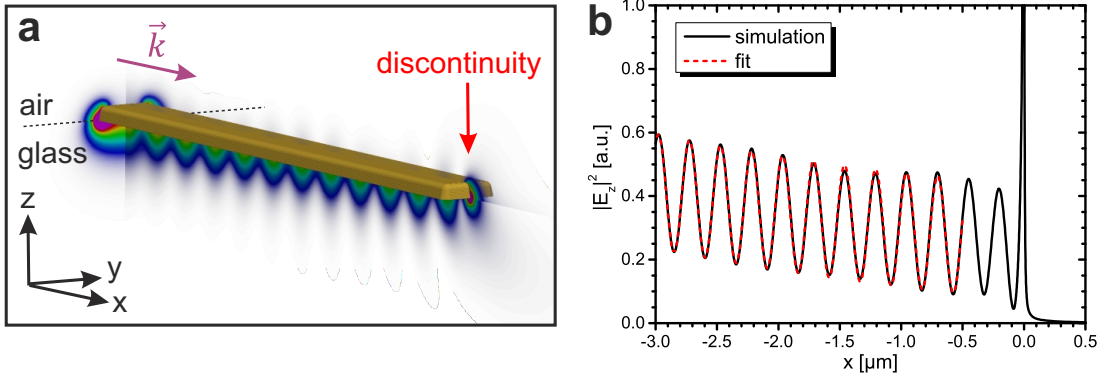 a
k
discontinuity
air
glass
z
y
x
b
simulation
fit
|E_z|² [a.u.]
1.0
0.8
0.6
0.4
0.2
0.0
-3.0 -2.5 -2.0 -1.5 -1.0 -0.5 0.0 0.5
x [µm]